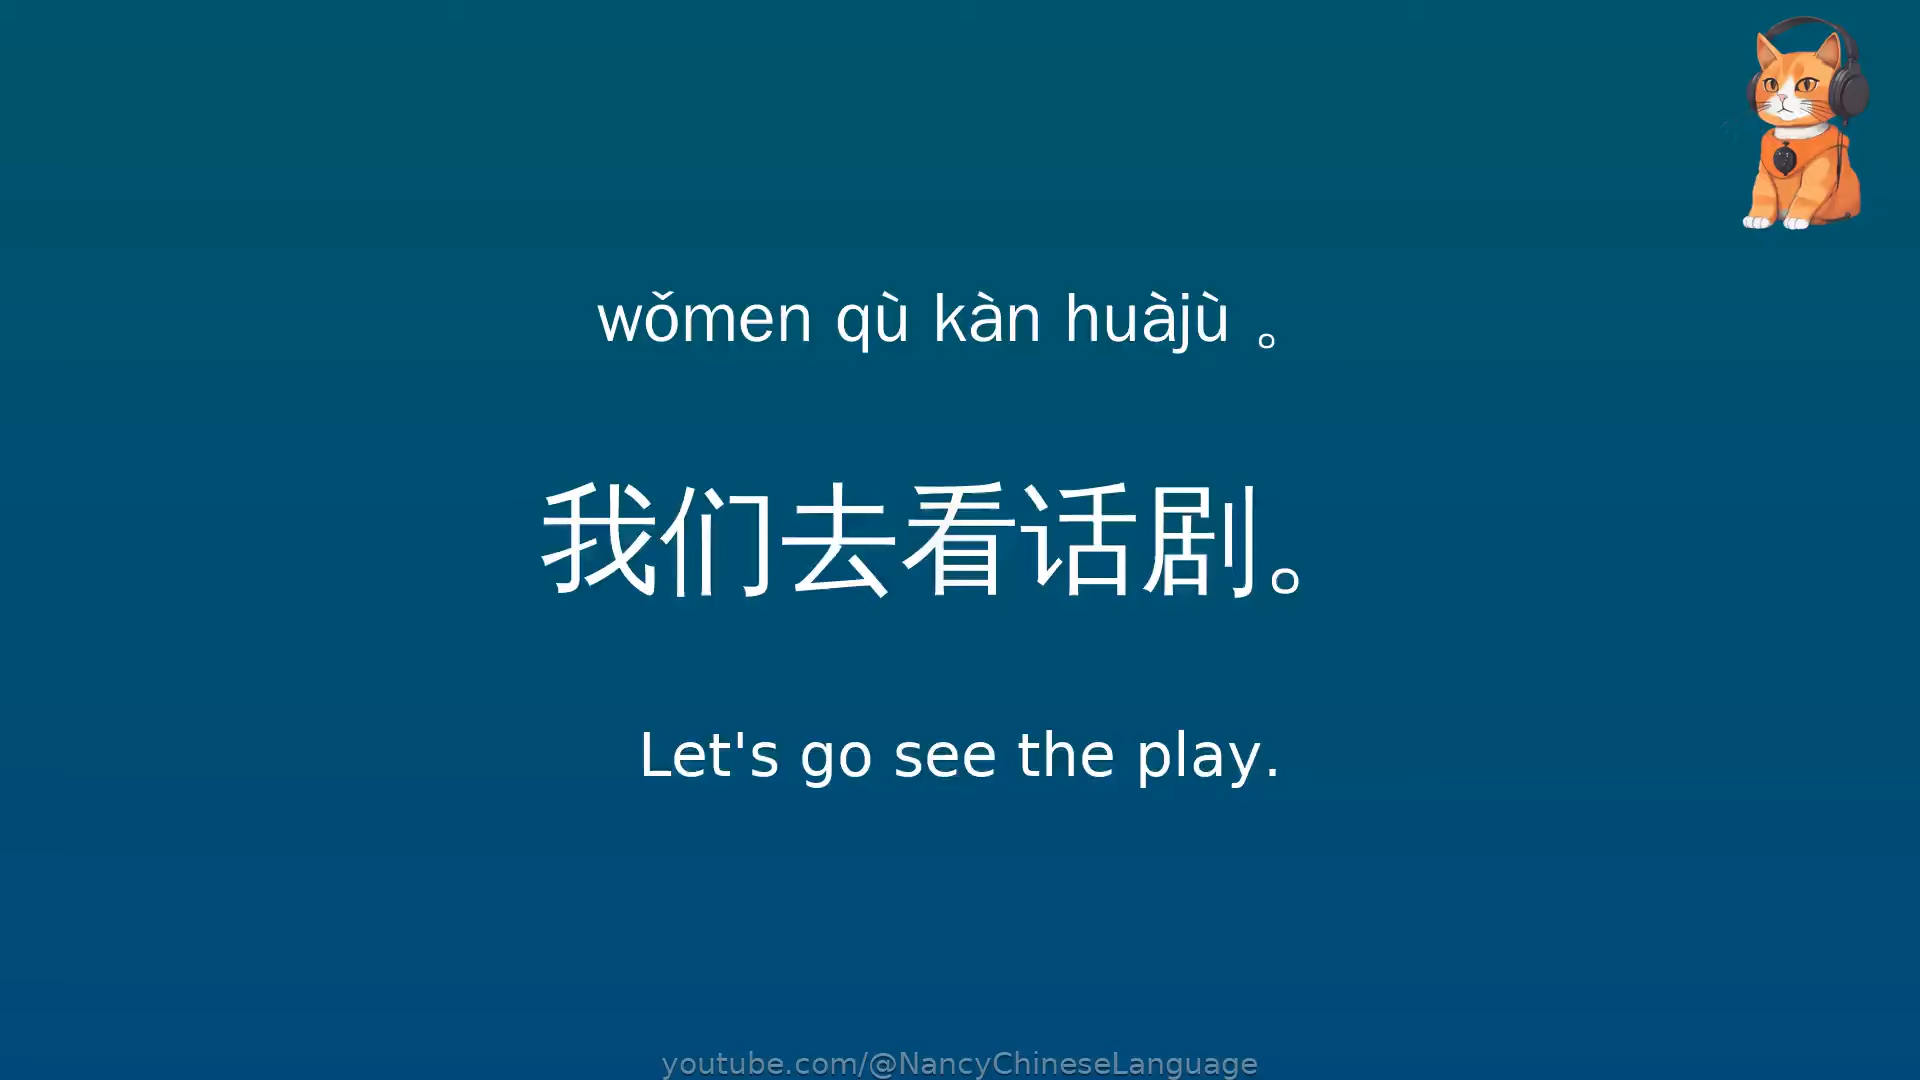 wǒmen qù kàn huàjù 。
我们去看话剧。
Let's go see the play.
youtube.com/@NancyChineseLanguage